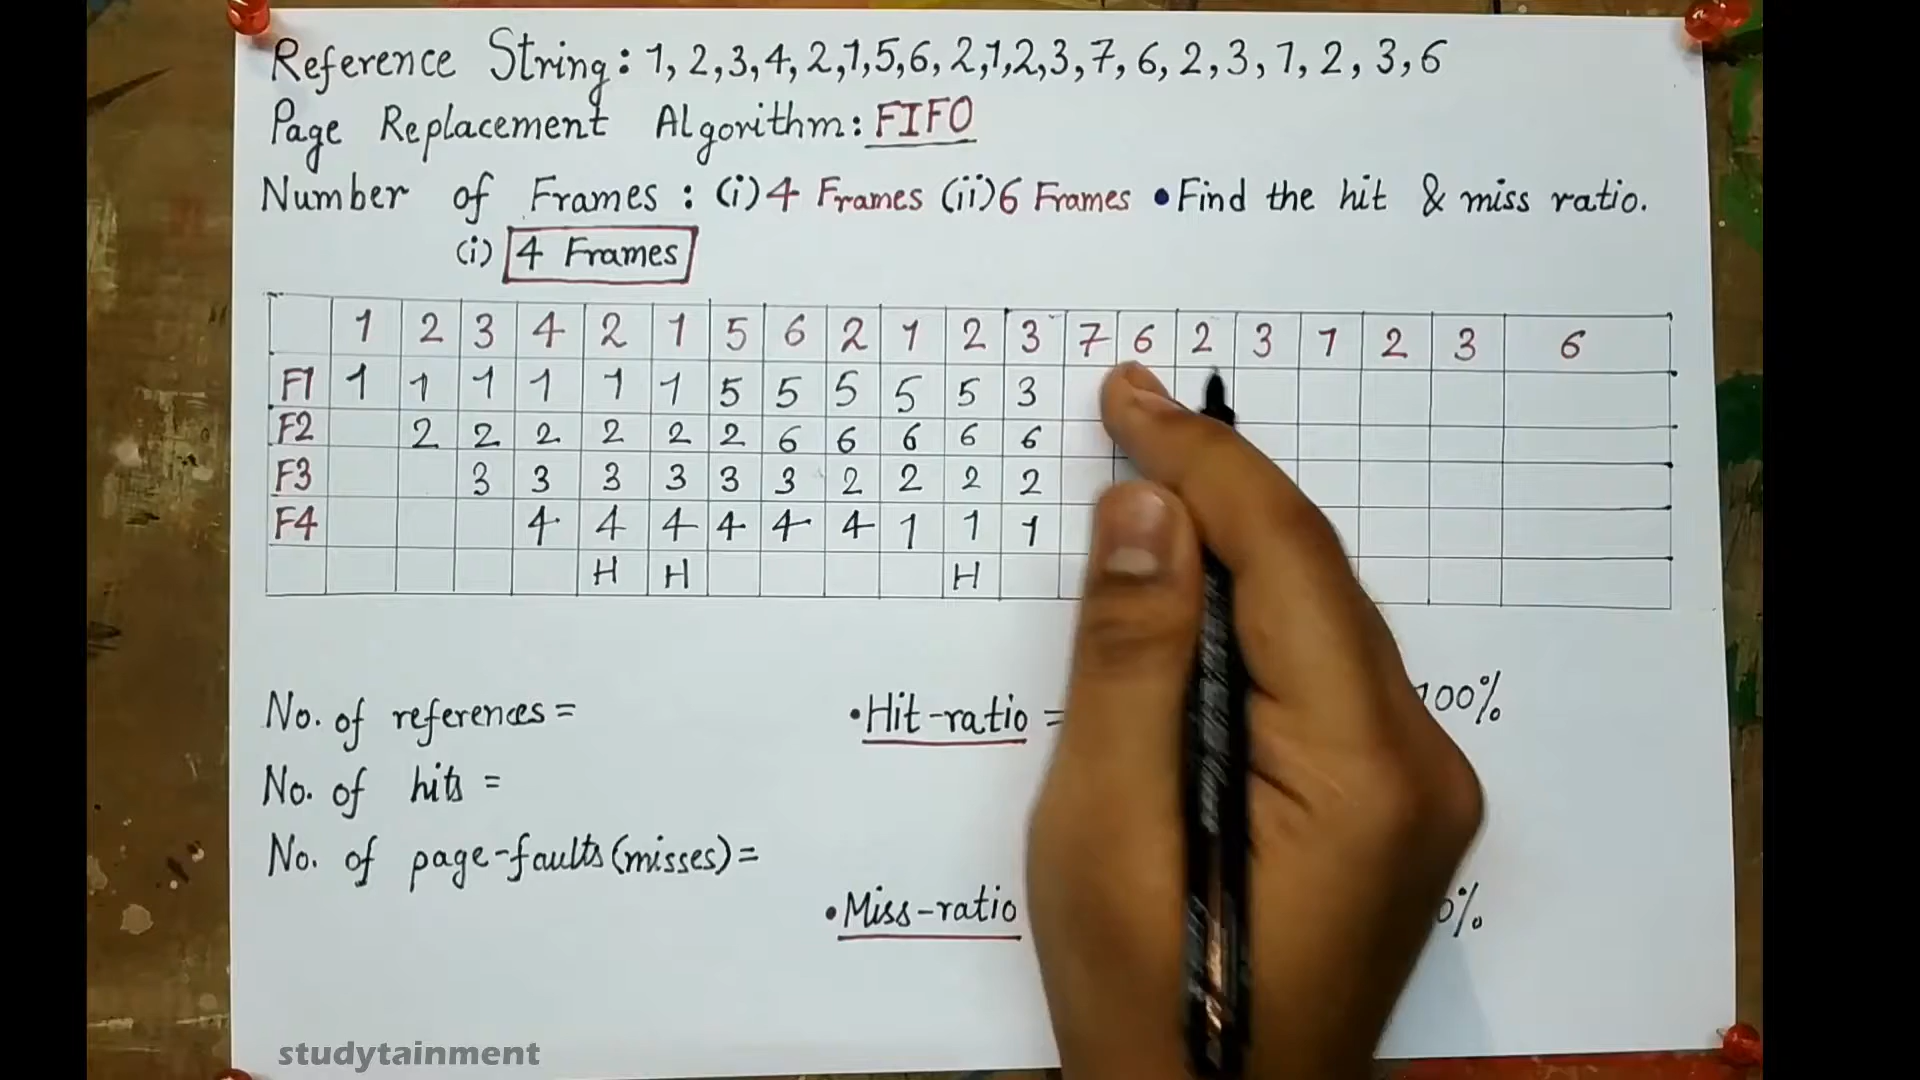 Reference String: 1, 2, 3, 4, 2, 1, 5, 6, 2, 1, 2, 3, 7, 6, 2, 3, 1, 2, 3, 6
Page Replacement Algorithm: FIFO
Number of Frames : (i) 4 Frames (ii) 6 Frames • Find the hit & miss ratio.
(i) 4 Frames
1 2 3 4 2 1 5 6 2 1 2 3 7 6 2 3 1 2 3 6
F1 1 1 1 1 1 1 5 5 5 5 5 3
F2 2 2 2 2 2 2 6 6 6 6 6
F3 3 3 3 3 3 3 2 2 2 2
F4 4 4 4 4 4 4 1 1 1
H H H
No. of references = • Hit-ratio = 100%
No. of hits =
No. of page-faults (misses) =
• Miss-ratio
studytainment